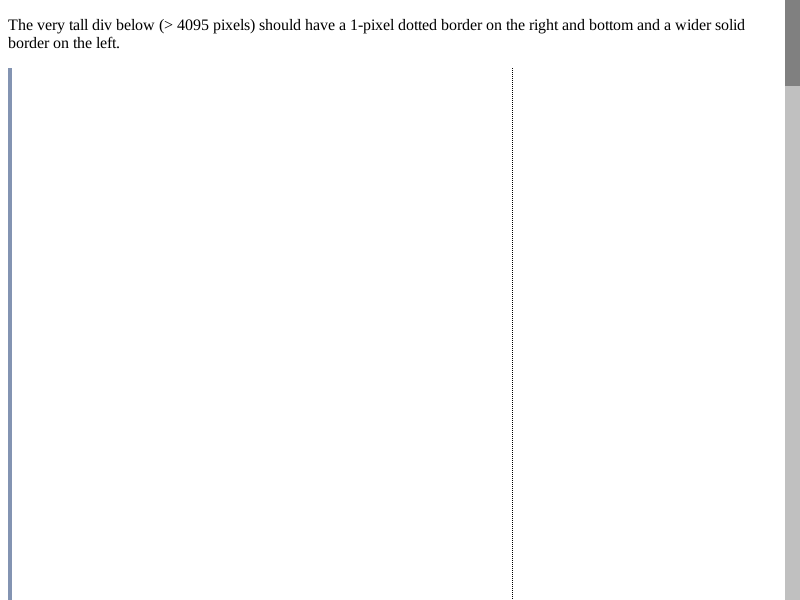 The very tall div below (> 4095 pixels) should have a 1-pixel dotted border on the right and bottom and a wider solid
border on the left.